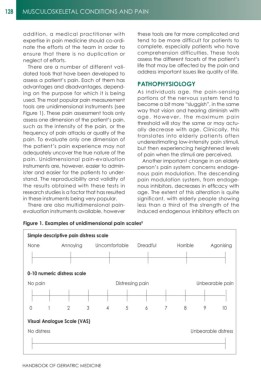 128 MUSCULOSKELETAL CONDITIONS AND PAIN
addition, a medical practitioner with
expertise in pain medicine should co-ordi-
nate the efforts of the team in order to
ensure that there is no duplication or
neglect of efforts.
There are a number of different vali-
dated tools that have been developed to
assess a patient's pain. Each of them has
advantages and disadvantages, depend-
ing on the purpose for which it is being
used. The most popular pain measurement
tools are unidimensional instruments (see
Figure 1). These pain assessment tools only
assess one dimension of the patient's pain,
such as the intensity of pain, or the
frequency of pain attacks or quality of the
pain. To evaluate only one dimension of
the patient's pain experience may not
adequately uncover the true nature of the
pain. Unidimensional pain-evaluation
instruments are, however, easier to admin-
ister and easier for the patients to under-
stand. The reproducibility and validity of
the results obtained with these tests in
research studies is a factor that has resulted
in these instruments being very popular.
There are also multidimensional pain-
evaluation instruments available, however
these tools are far more complicated and
tend to be more difficult for patients to
complete, especially patients who have
comprehension difficulties. These tools
assess the different facets of the patient's
life that may be affected by the pain and
address important issues like quality of life.
PATHOPHYSIOLOGY
As individuals age, the pain-sensing
portions of the nervous system tend to
become a bit more "sluggish", in the same
way that vision and hearing diminish with
age. However, the maximum pain
threshold will stay the same or may actu-
ally decrease with age. Clinically, this
translates into elderly patients often
underestimating low-intensity pain stimuli,
but then experiencing heightened levels
of pain when the stimuli are perceived.
Another important change in an elderly
person's pain system concerns endoge-
nous pain modulation. The descending
pain modulation system, from endoge-
nous inhibitors, decreases in efficacy with
age. The extent of this alteration is quite
significant, with elderly people showing
less than a third of the strength of the
induced endogenous inhibitory effects on
Figure 1. Examples of unidimensional pain scales
Simple descriptive pain distress scale
None Annoying Uncomfortable Dreadful Horrible Agonising
0-10 numeric distress scale
No pain Distressing pain Unbearable pain
0 1 2 3 4 5 6 7 8 9 10
Visual Analogue Scale (VAS)
No distress Unbearable distress
HANDBOOK OF GERIATRIC MEDICINE